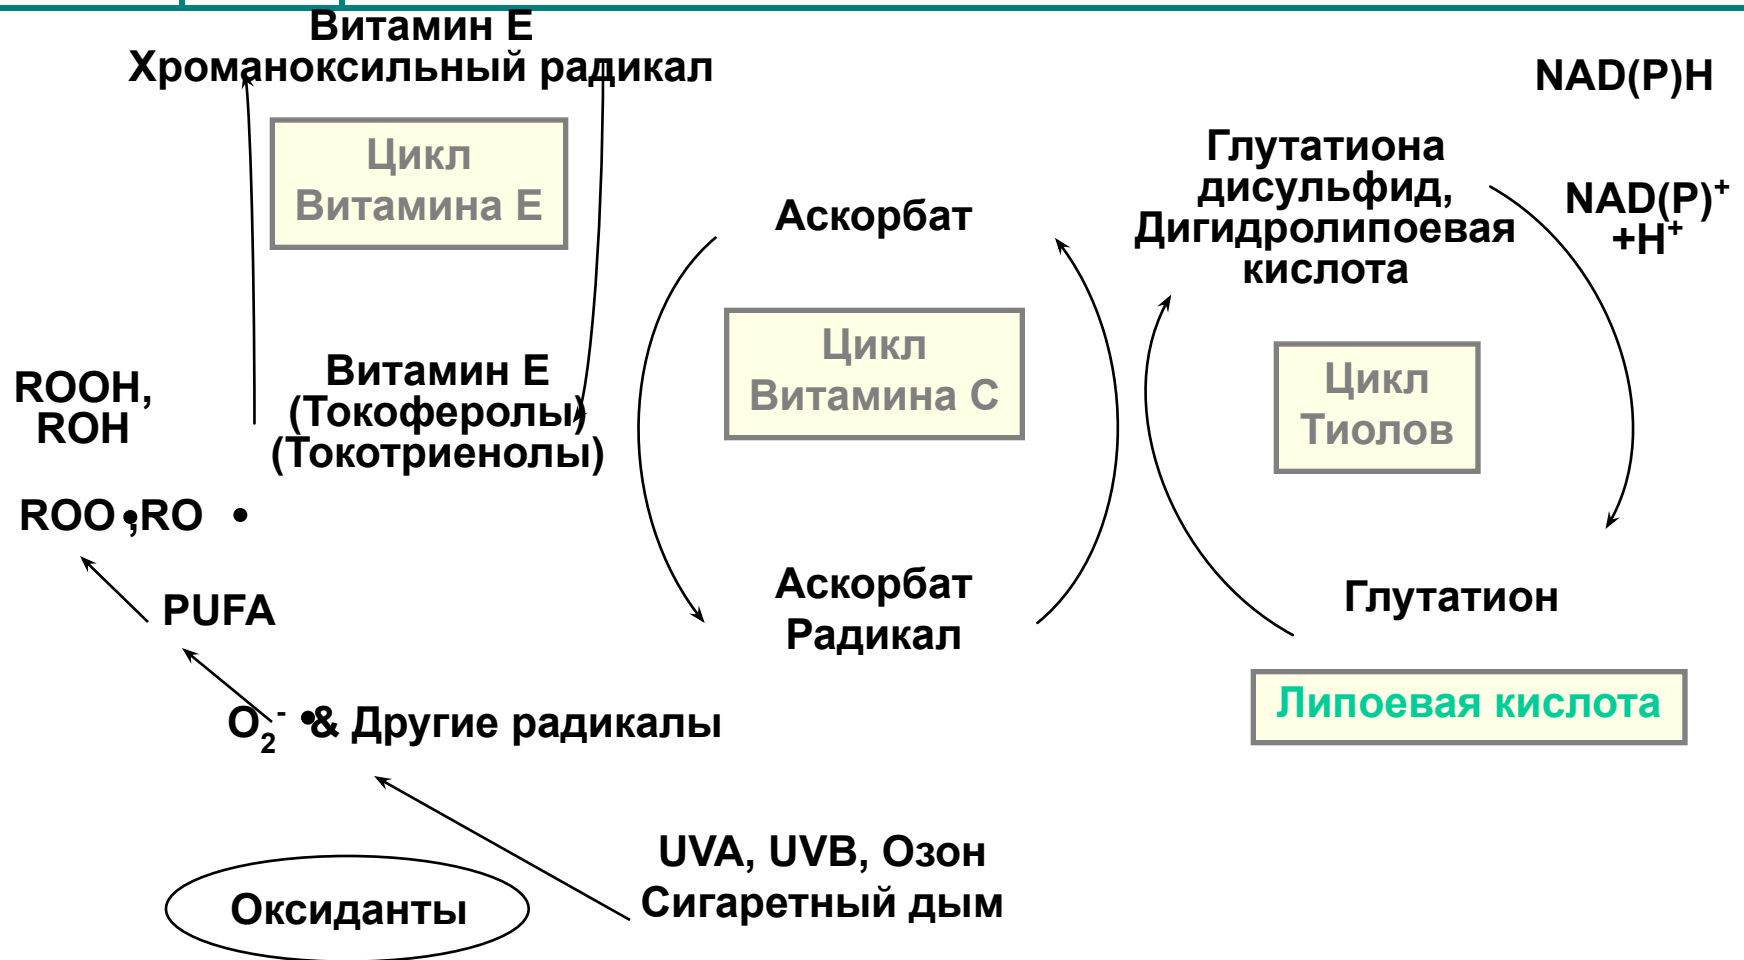 Витамин Е
Хроманоксильный радикал
Цикл
Витамина Е
Витамин Е
(Токоферолы)
(Токотриенолы)
ROOH,
ROH
ROO•,RO •
PUFA
O₂⁻ •& Другие радикалы
UVA, UVB, Озон
Сигаретный дым
Оксиданты
Аскорбат
Цикл
Витамина С
Аскорбат
Радикал
NAD(P)H
Глутатиона
дисульфид,
Дигидролипоевая
кислота
NAD(P)⁺
+H⁺
Цикл
Тиолов
Глутатион
Липоевая кислота